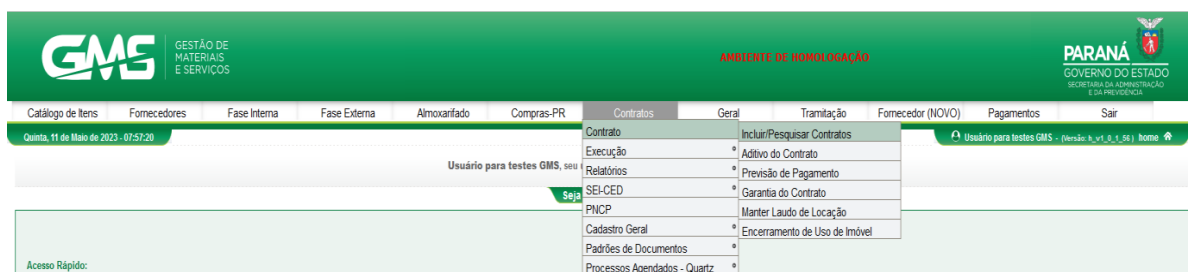 GMS
GESTÃO DE
MATERIAIS
E SERVIÇOS
AMBIENTE DE HOMOLOGAÇÃO
PARANÁ
GOVERNO DO ESTADO
SECRETARIA DA ADMINISTRAÇÃO
E DA PREVIDÊNCIA
Catálogo de Itens Fornecedores Fase Interna Fase Externa Almoxarifado Compras-PR Contratos Geral Tramitação Fornecedor (NOVO) Pagamentos Sair
Quinta, 11 de Maio de 2023 - 07:57:20
Usuário para testes GMS - (Versão: h_v1_0_1_56) home
Usuário para testes GMS, seu
Seja
Contrato
Execução
Relatórios
SEI-CED
PNCP
Cadastro Geral
Padrões de Documentos
Processos Agendados - Quartz
Incluir/Pesquisar Contratos
Aditivo do Contrato
Previsão de Pagamento
Garantia do Contrato
Manter Laudo de Locação
Encerramento de Uso de Imóvel
Acesso Rápido: